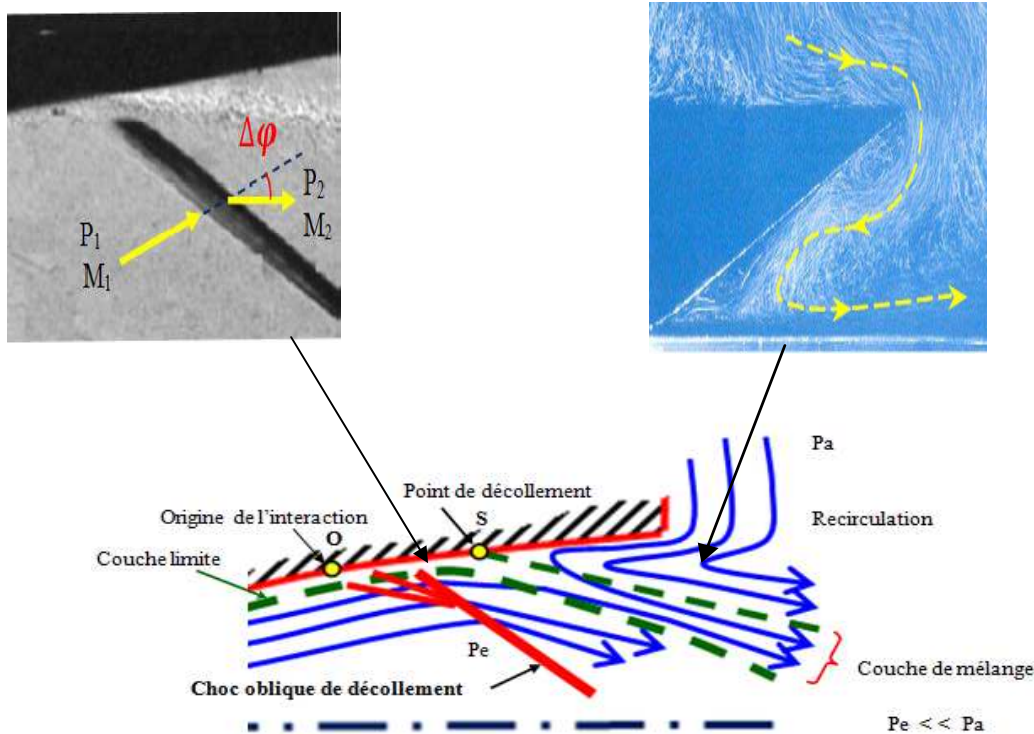 Δφ
P₁
M₁
P₂
M₂
Pa
Point de décollement
S
Origine de l'interaction
O
Recirculation
Couche limite
Pe
Couche de mélange
Choc oblique de décollement
Pe < < Pa